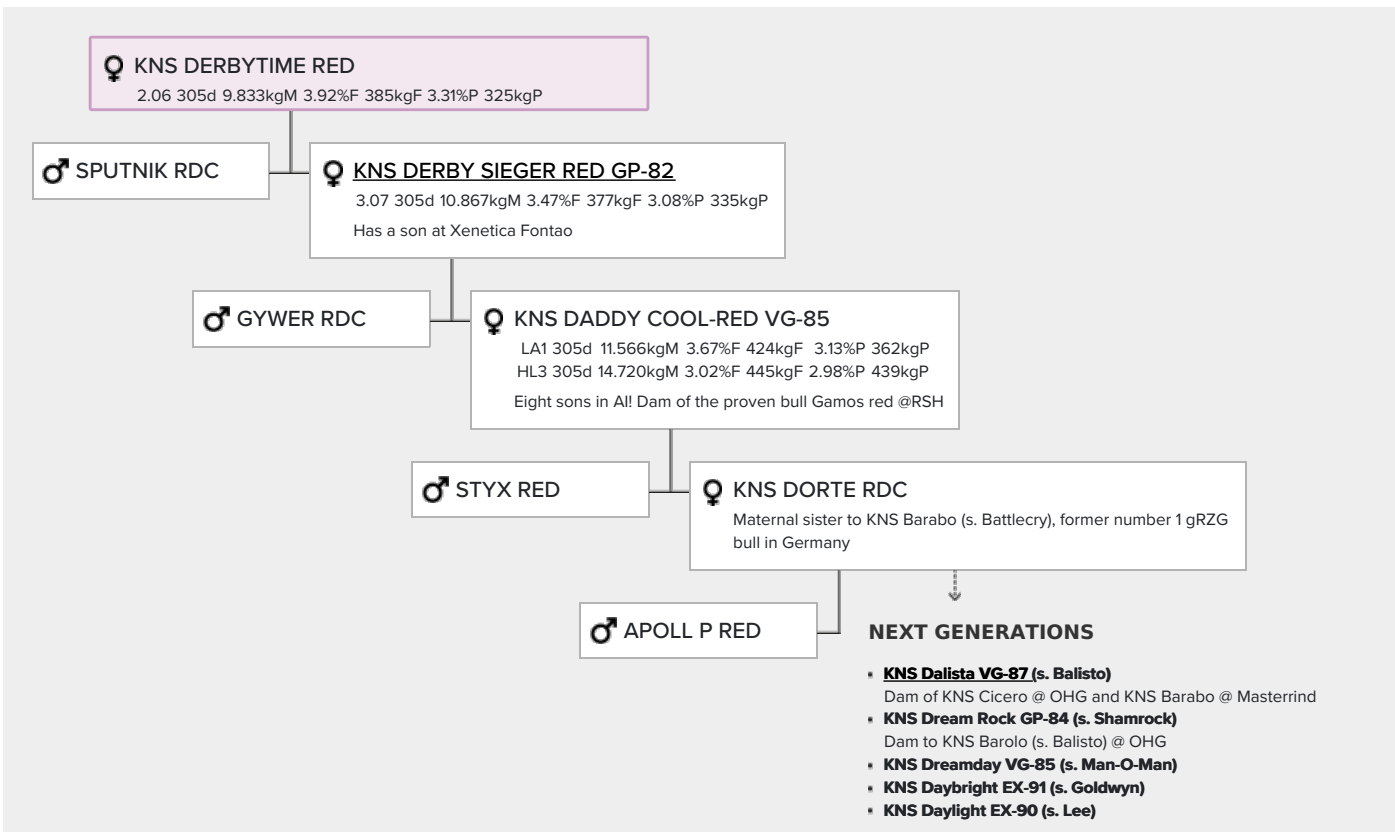 KNS DERBYTIME RED
2.06 305d 9.833kgM 3.92%F 385kgF 3.31%P 325kgP
SPUTNIK RDC
KNS DERBY SIEGER RED GP-82
3.07 305d 10.867kgM 3.47%F 377kgF 3.08%P 335kgP
Has a son at Xenetica Fontao
GYWER RDC
KNS DADDY COOL-RED VG-85
LA1 305d 11.566kgM 3.67%F 424kgF 3.13%P 362kgP
HL3 305d 14.720kgM 3.02%F 445kgF 2.98%P 439kgP
Eight sons in AI! Dam of the proven bull Gamos red @RSH
STYX RED
KNS DORTE RDC
Maternal sister to KNS Barabo (s. Battlecry), former number 1 gRZG
bull in Germany
APOLL P RED
NEXT GENERATIONS
KNS Dalista VG-87 (s. Balisto)
Dam of KNS Cicero @ OHG and KNS Barabo @ Masterrind
KNS Dream Rock GP-84 (s. Shamrock)
Dam to KNS Barolo (s. Balisto) @ OHG
KNS Dreamday VG-85 (s. Man-O-Man)
KNS Daybright EX-91 (s. Goldwyn)
KNS Daylight EX-90 (s. Lee)